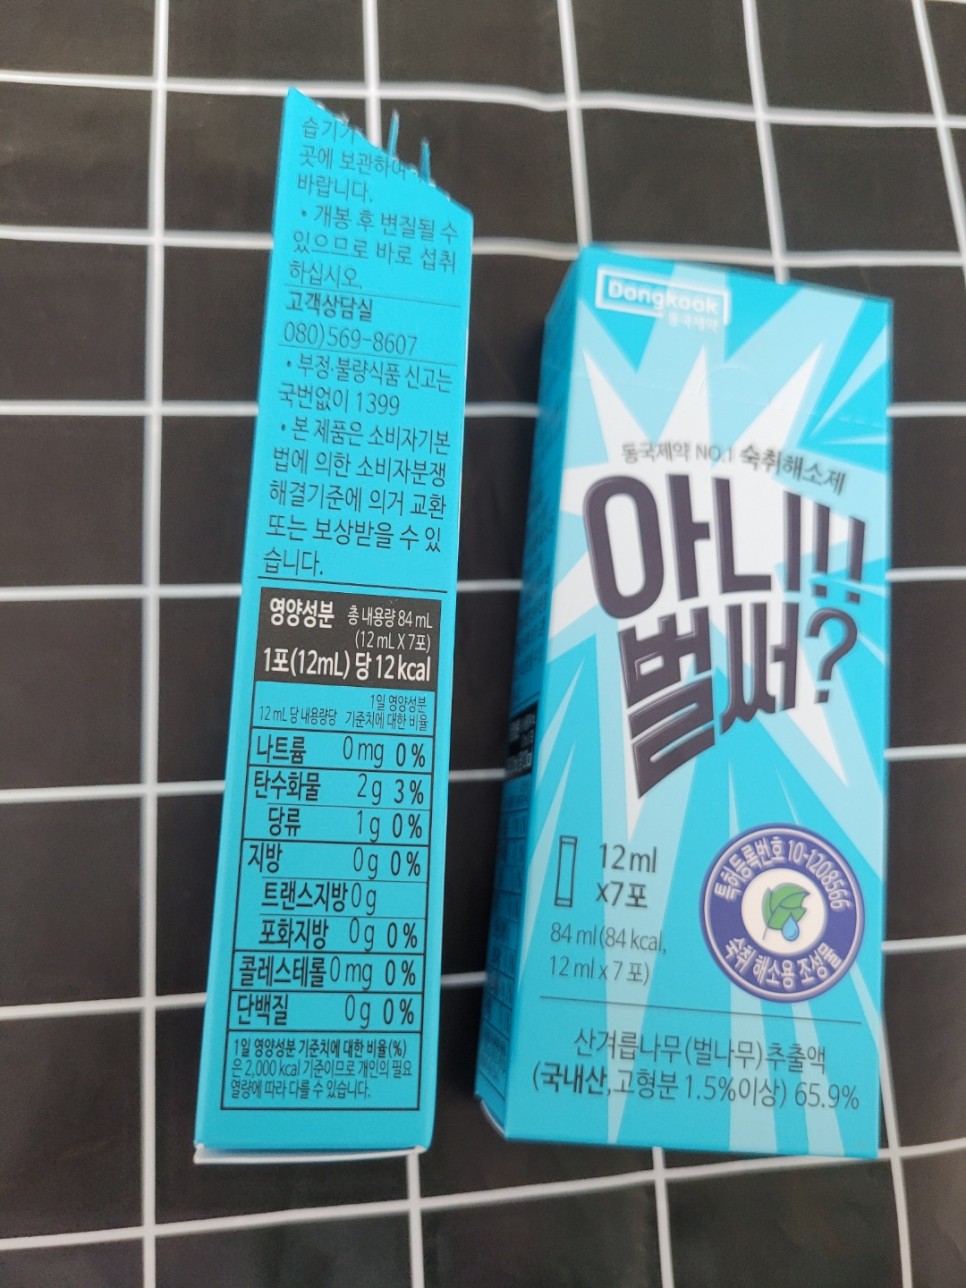 습기가
곳에 보관하여
바랍니다.
• 개봉 후 변질될 수
있으므로 바로 섭취
하십시오.
고객상담실
080)569-8607
• 부정·불량식품 신고는
국번없이 1399
• 본 제품은 소비자기본
법에 의한 소비자분쟁
해결기준에 의거 교환
또는 보상받을 수 있
습니다.
영양성분 총 내용량 84 mL
(12 mL X 7포)
1포(12mL) 당 12 kcal
12 mL 당 내용량당 1일 영양성분
기준치에 대한 비율
나트륨 0 mg 0%
탄수화물 2 g 3%
당류 1 g 0%
지방 0 g 0%
트랜스지방 0 g
포화지방 0 g 0%
콜레스테롤 0 mg 0%
단백질 0 g 0%
1일 영양성분 기준치에 대한 비율(%)
은 2,000 kcal 기준이므로 개인의 필요
열량에 따라 다를 수 있습니다.
Dongkook
동국제약
동국제약 NO.1 숙취해소제
아니!!
벌써?
12ml
x7포
84 ml (84 kcal,
12 ml x 7 포)
특허등록번호 10-1208566
숙취 해소용 조성물
산겨릅나무 (벌나무) 추출액
(국내산, 고형분 1.5%이상) 65.9%